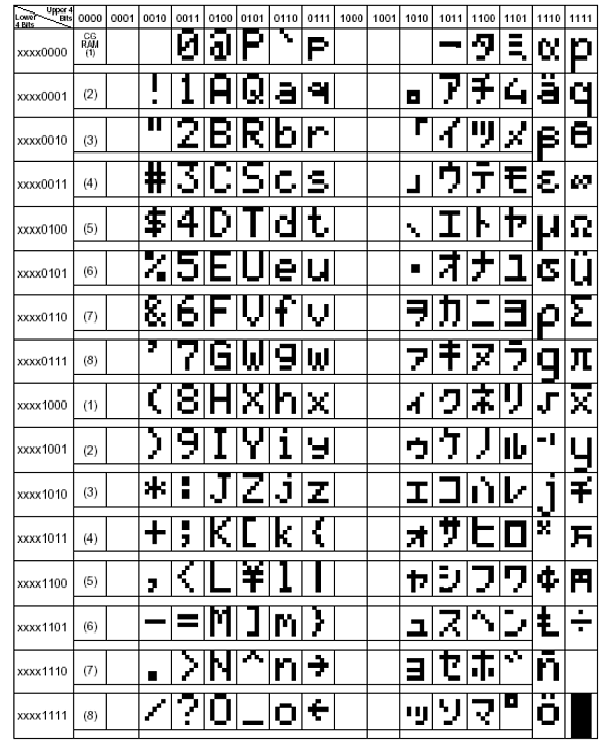 Lower 4 Bits Upper 4 Bits 0000 0001 0010 0011 0100 0101 0110 0111 1000 1001 1010 1011 1100 1101 1110 1111
xxxx0000 CG RAM (1) 0 @ P ` p ー タ ミ α p
xxxx0001 (2) ! 1 A Q a q 。 ア チ ム ä q
xxxx0010 (3) " 2 B R b r 「 イ ツ メ β θ
xxxx0011 (4) # 3 C S c s 」 ウ テ モ ε ∞
xxxx0100 (5) $ 4 D T d t 、 エ ト ヤ μ Ω
xxxx0101 (6) % 5 E U e u ・ オ ナ ユ σ ü
xxxx0110 (7) & 6 F V f v ヲ カ ニ ヨ ρ Σ
xxxx0111 (8) ' 7 G W g w ァ キ ヌ ラ g π
xxxx1000 (1) ( 8 H X h x ィ ク ネ リ √ x̄
xxxx1001 (2) ) 9 I Y i y ゥ ケ ノ ル ⁻¹ y
xxxx1010 (3) * : J Z j z ェ コ ハ レ j 千
xxxx1011 (4) + ; K [ k { ォ サ ヒ ロ ˣ 万
xxxx1100 (5) , < L ¥ l | ャ シ フ ワ ¢ 円
xxxx1101 (6) - = M ] m } ュ ス ヘ ン ÷
xxxx1110 (7) . > N ^ n → ョ セ ホ ゛ ñ
xxxx1111 (8) / ? O _ o ← ッ ソ マ ゜ ö █